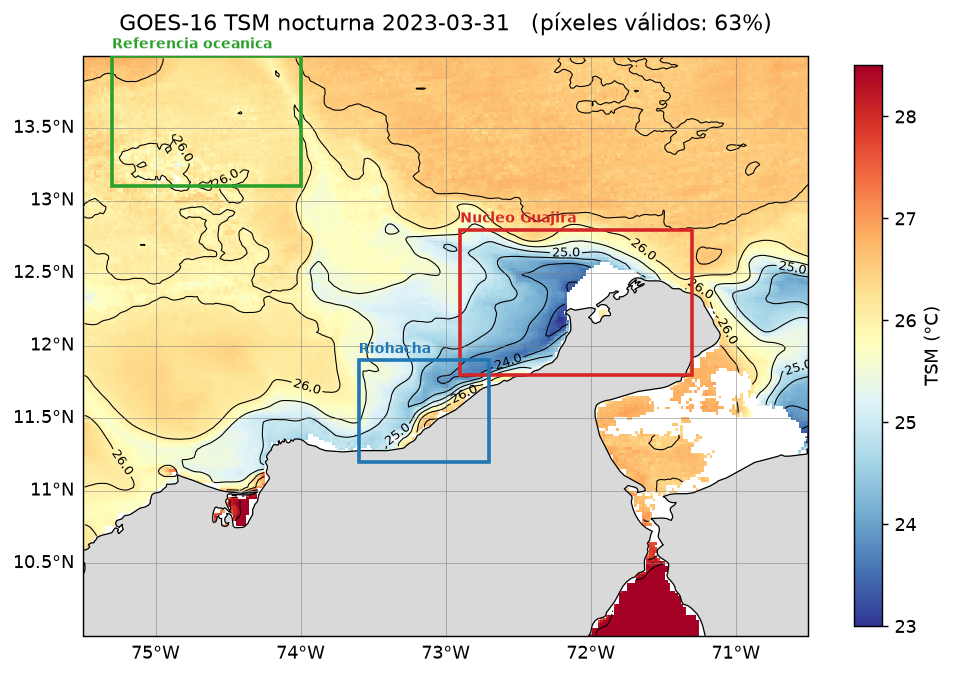 GOES-16 TSM nocturna 2023-03-31   (píxeles válidos: 63%)
Referencia oceanica
Nucleo Guajira
Riohacha
26.0
26.0
25.0
26.0
25.0
26.0
26.0
24.0
25.0
26.0
26.0
25.0
26.0
13.5°N
13°N
12.5°N
12°N
11.5°N
11°N
10.5°N
75°W
74°W
73°W
72°W
71°W
28
27
26
25
24
23
TSM (°C)